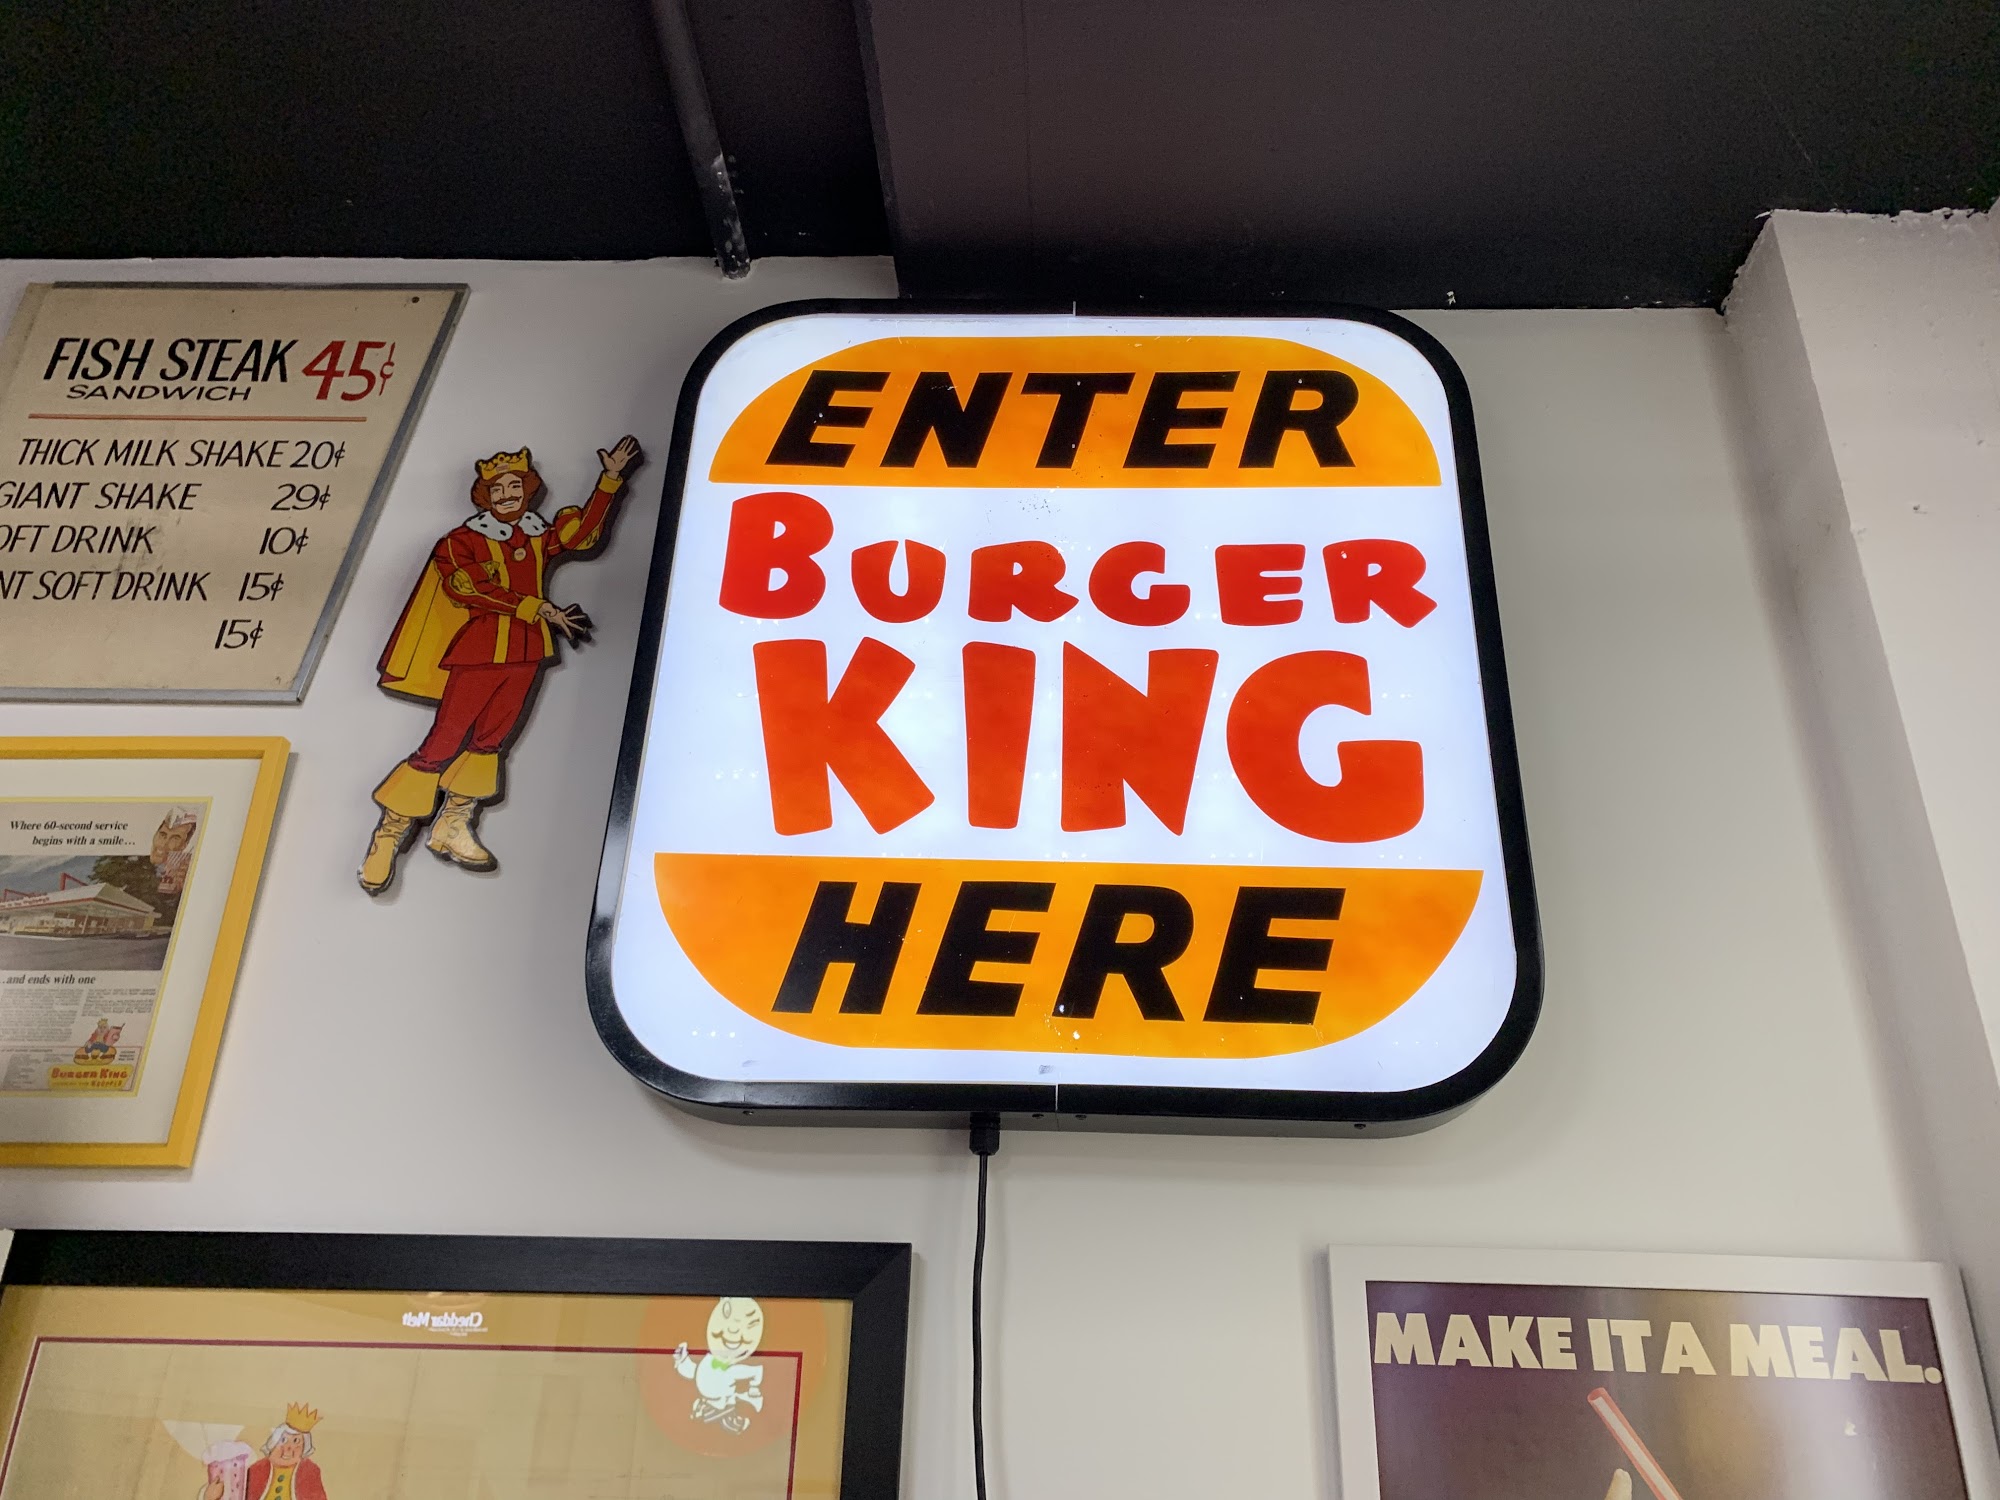 FISH STEAK 45¢
SANDWICH
THICK MILK SHAKE 20¢
GIANT SHAKE 29¢
OFT DRINK 10¢
NT SOFT DRINK 15¢
15¢
ENTER
BURGER
KING
HERE
Where 60-second service
begins with a smile...
...and ends with one
BURGER KING
Cheddar Melt
MAKE IT A MEAL.